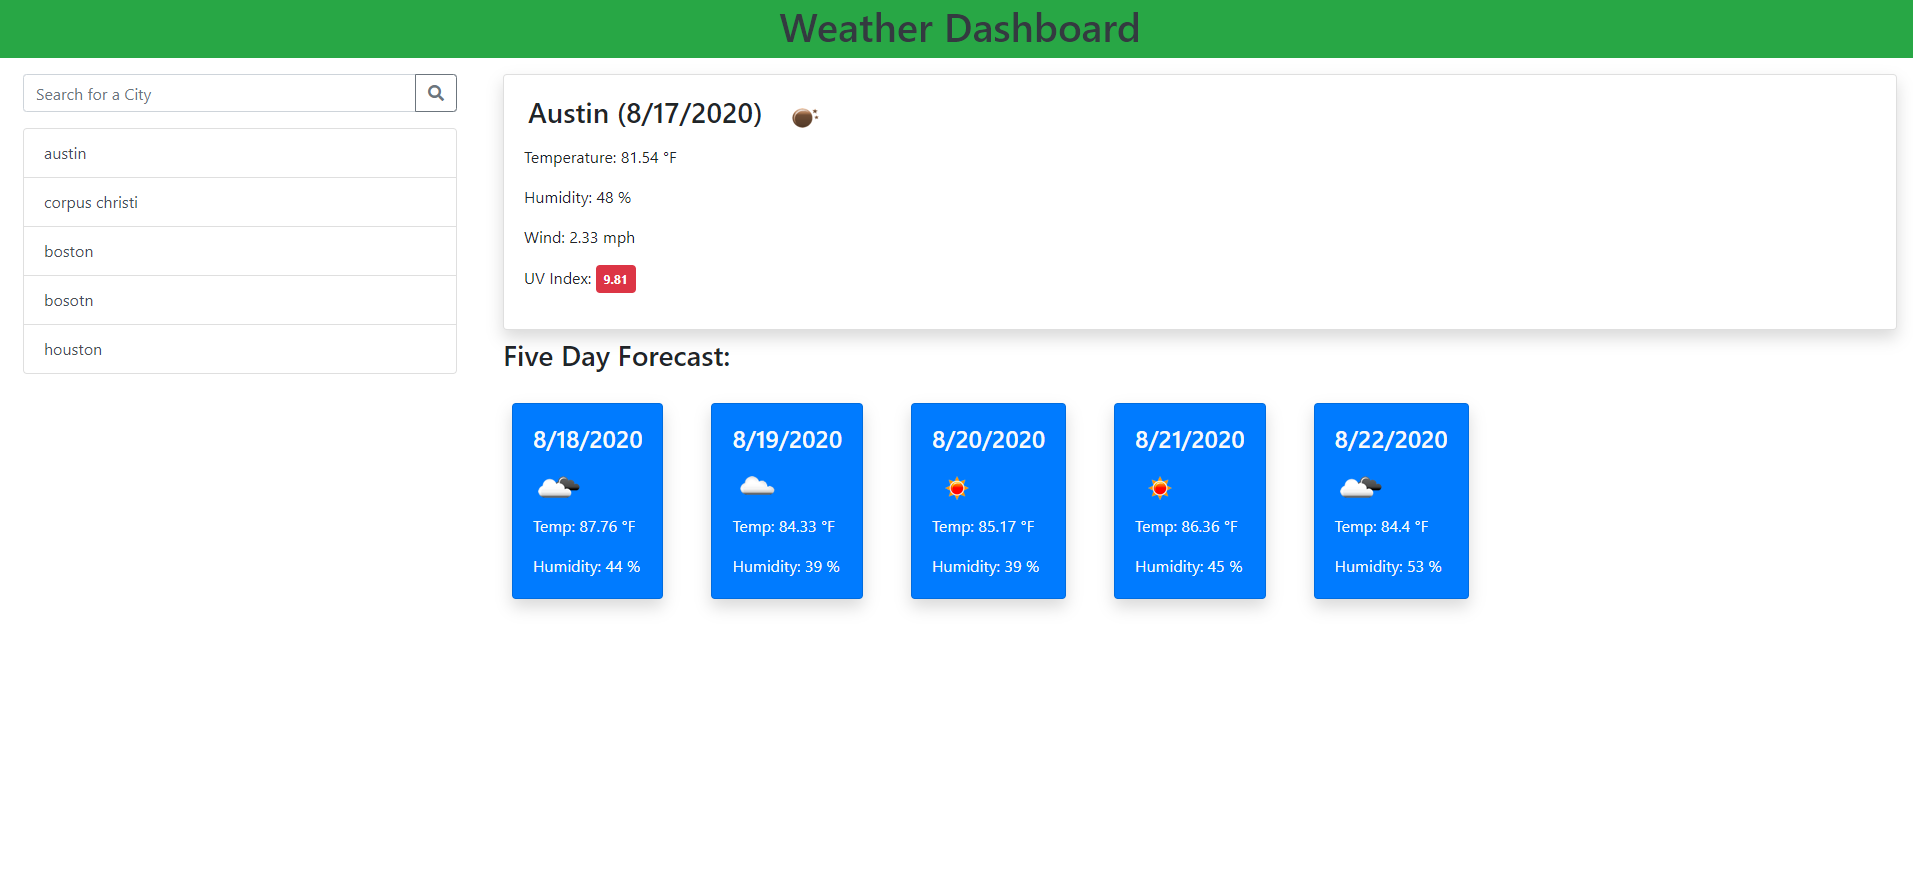 Weather Dashboard
Search for a City
austin
corpus christi
boston
bosotn
houston
Austin (8/17/2020)
Temperature: 81.54 °F
Humidity: 48 %
Wind: 2.33 mph
UV Index: 9.81
Five Day Forecast:
8/18/2020
Temp: 87.76 °F
Humidity: 44 %
8/19/2020
Temp: 84.33 °F
Humidity: 39 %
8/20/2020
Temp: 85.17 °F
Humidity: 39 %
8/21/2020
Temp: 86.36 °F
Humidity: 45 %
8/22/2020
Temp: 84.4 °F
Humidity: 53 %